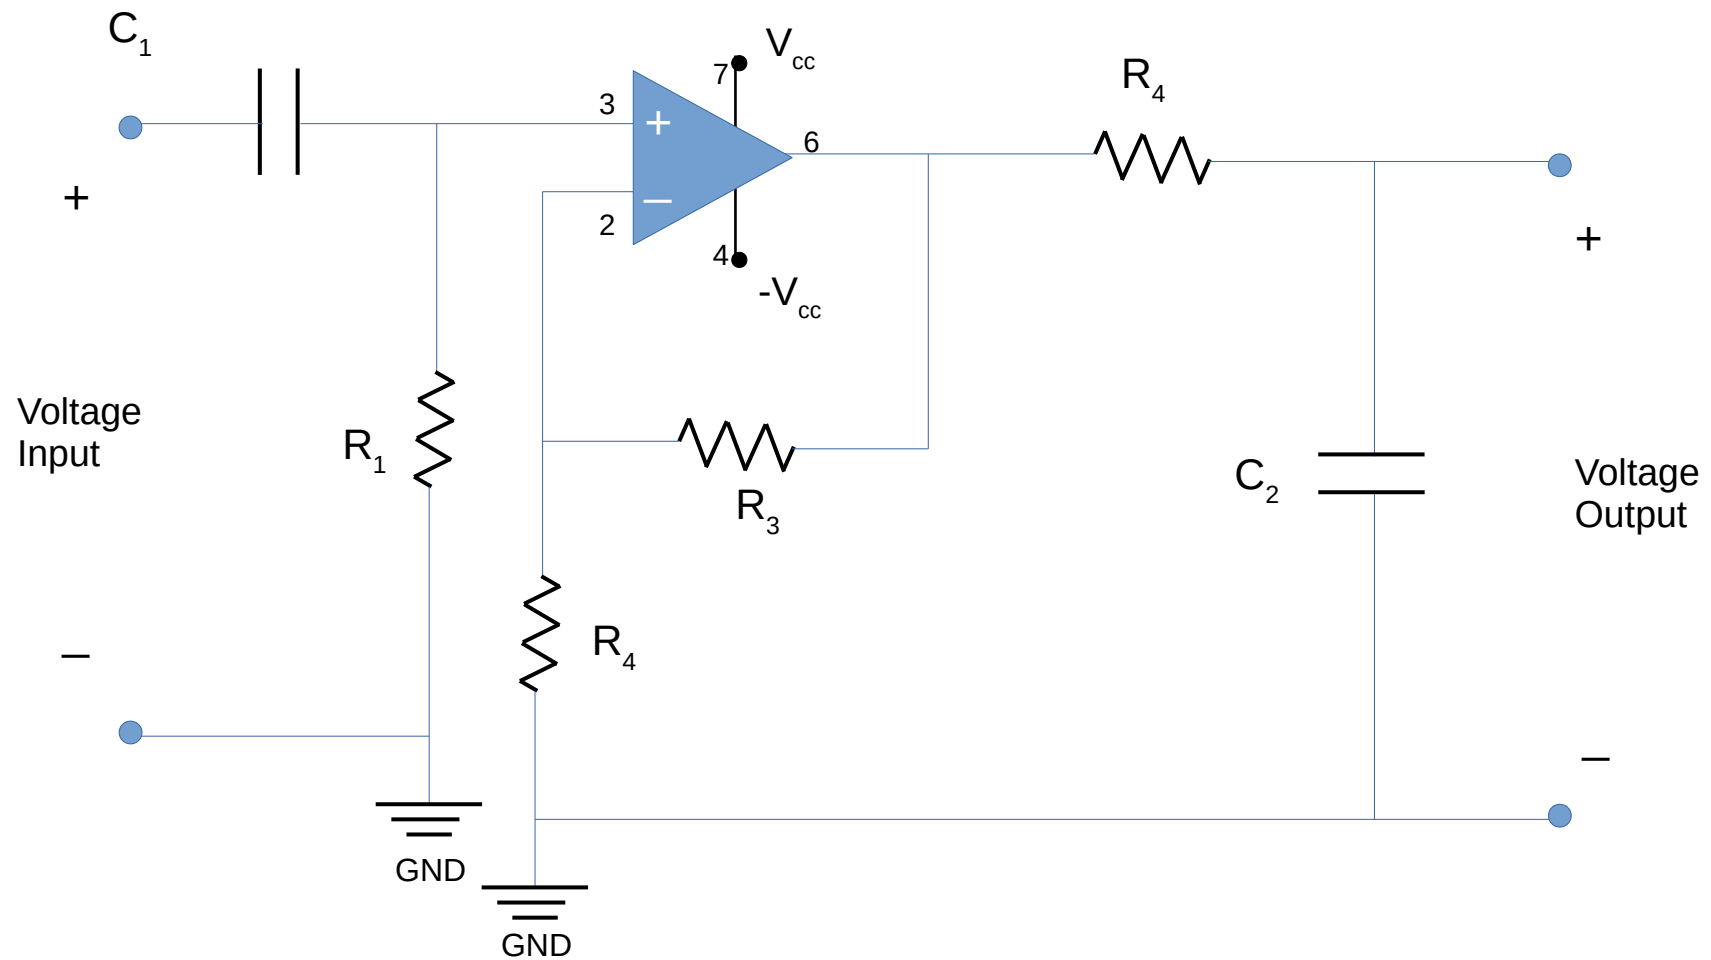 C1
Vcc
7
R4
3
+
6
+
–
2
4
-Vcc
+
Voltage
Input
R1
R3
C2
Voltage
Output
R4
–
–
GND
GND